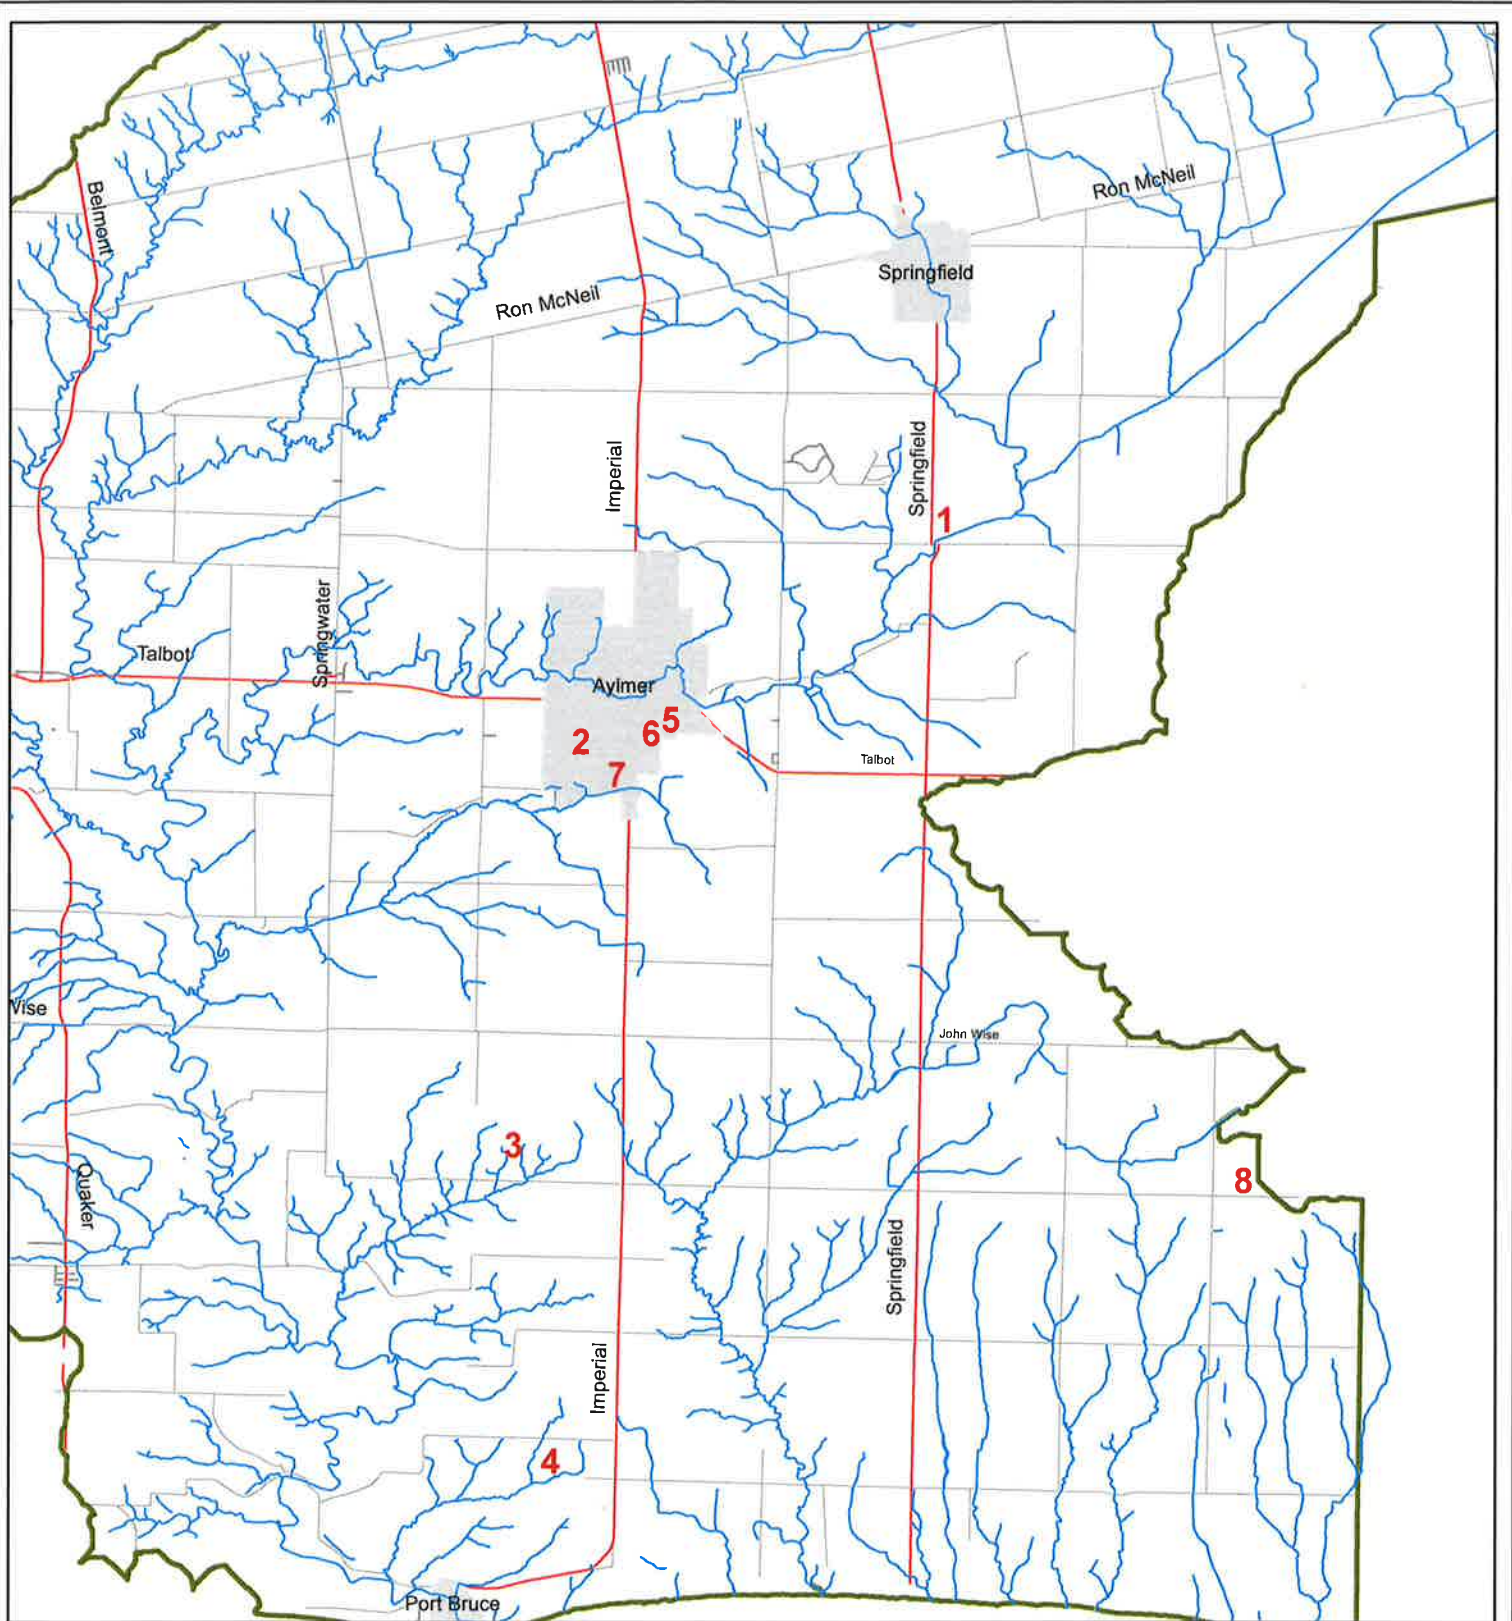 Belmont
Ron McNeil
Springfield
Ron McNeil
Imperial
Springfield
1
Springwater
Talbot
Aylmer
5
6
2
7
Talbot
Wise
John Wise
3
8
Quaker
Springfield
Imperial
4
Port Bruce